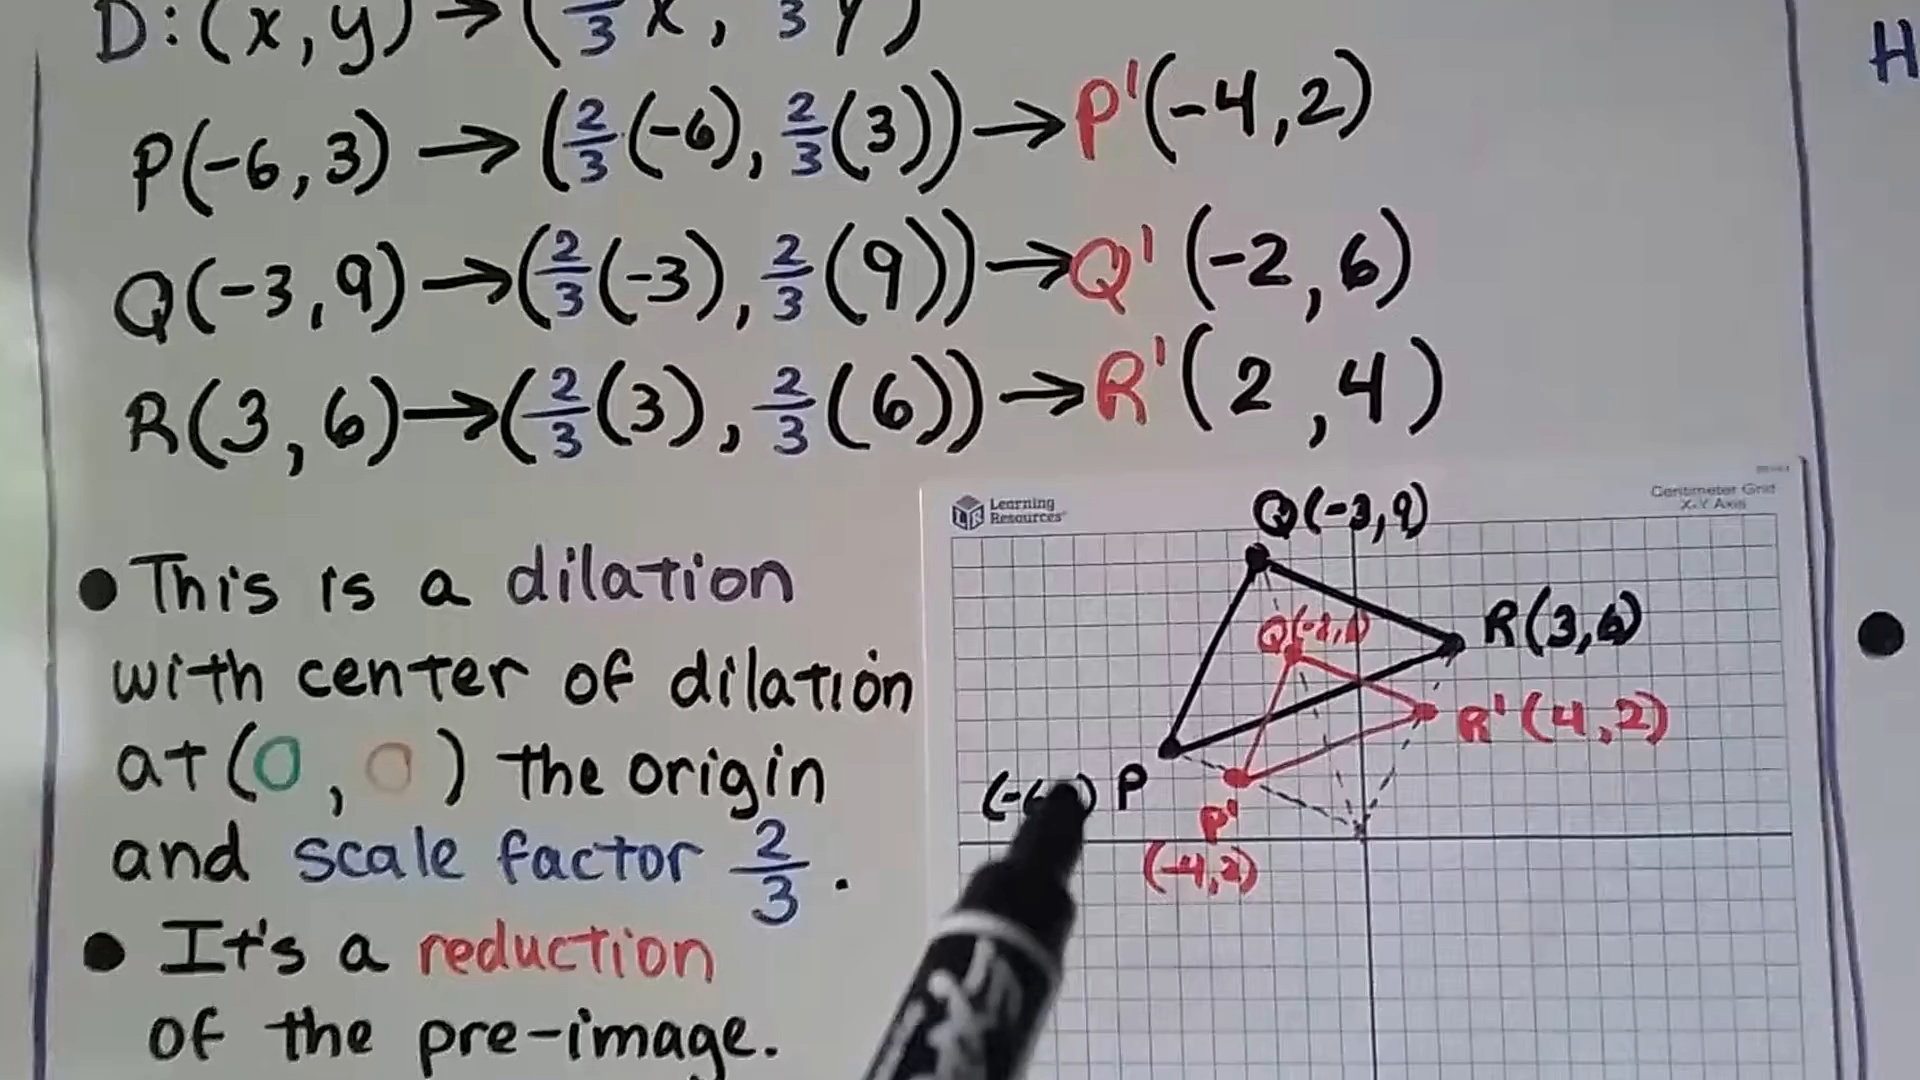 D:(x,y)→(2/3 x, 2/3 y)
P(-6,3)→(2/3(-6), 2/3(3))→P'(-4,2)
Q(-3,9)→(2/3(-3), 2/3(9))→Q'(-2,6)
R(3,6)→(2/3(3), 2/3(6))→R'(2,4)
• This is a dilation
with center of dilation
at (0,0) the origin
and scale factor 2/3.
• It's a reduction
of the pre-image.
Learning
Resources
Centimeter Grid
X-Y Axis
Q(-3,9)
R(3,6)
R'(4,2)
P
P'
(-4,2)
H